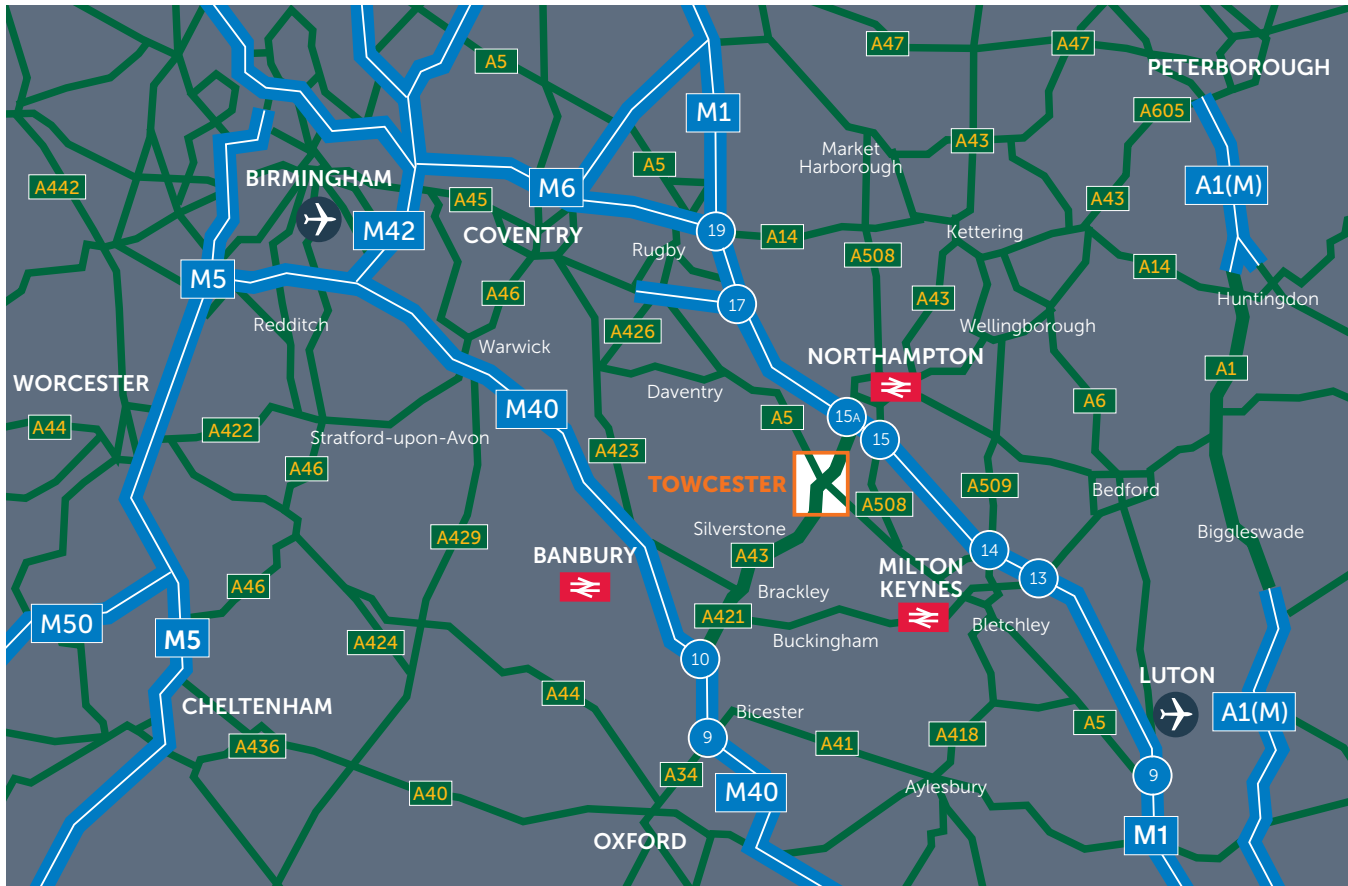 A5
A47
A47
PETERBOROUGH
M1
A605
A43
Market
Harborough
A5
BIRMINGHAM
A442
M6
A1(M)
A45
A43
M42
COVENTRY
19
A14
Kettering
Rugby
A508
A14
M5
A46
A43
Huntingdon
17
Redditch
A426
Wellingborough
Warwick
NORTHAMPTON
A1
WORCESTER
Daventry
M40
A6
15A
A5
A44
A422
15
Stratford-upon-Avon
A423
A46
TOWCESTER
A509
Bedford
A508
Silverstone
A429
Biggleswade
BANBURY
A43
14
MILTON
KEYNES
13
A46
Brackley
M50
A421
Bletchley
M5
A424
Buckingham
10
LUTON
A44
CHELTENHAM
Bicester
A1(M)
A5
A436
9
A41
A418
A34
9
A40
M40
Aylesbury
OXFORD
M1